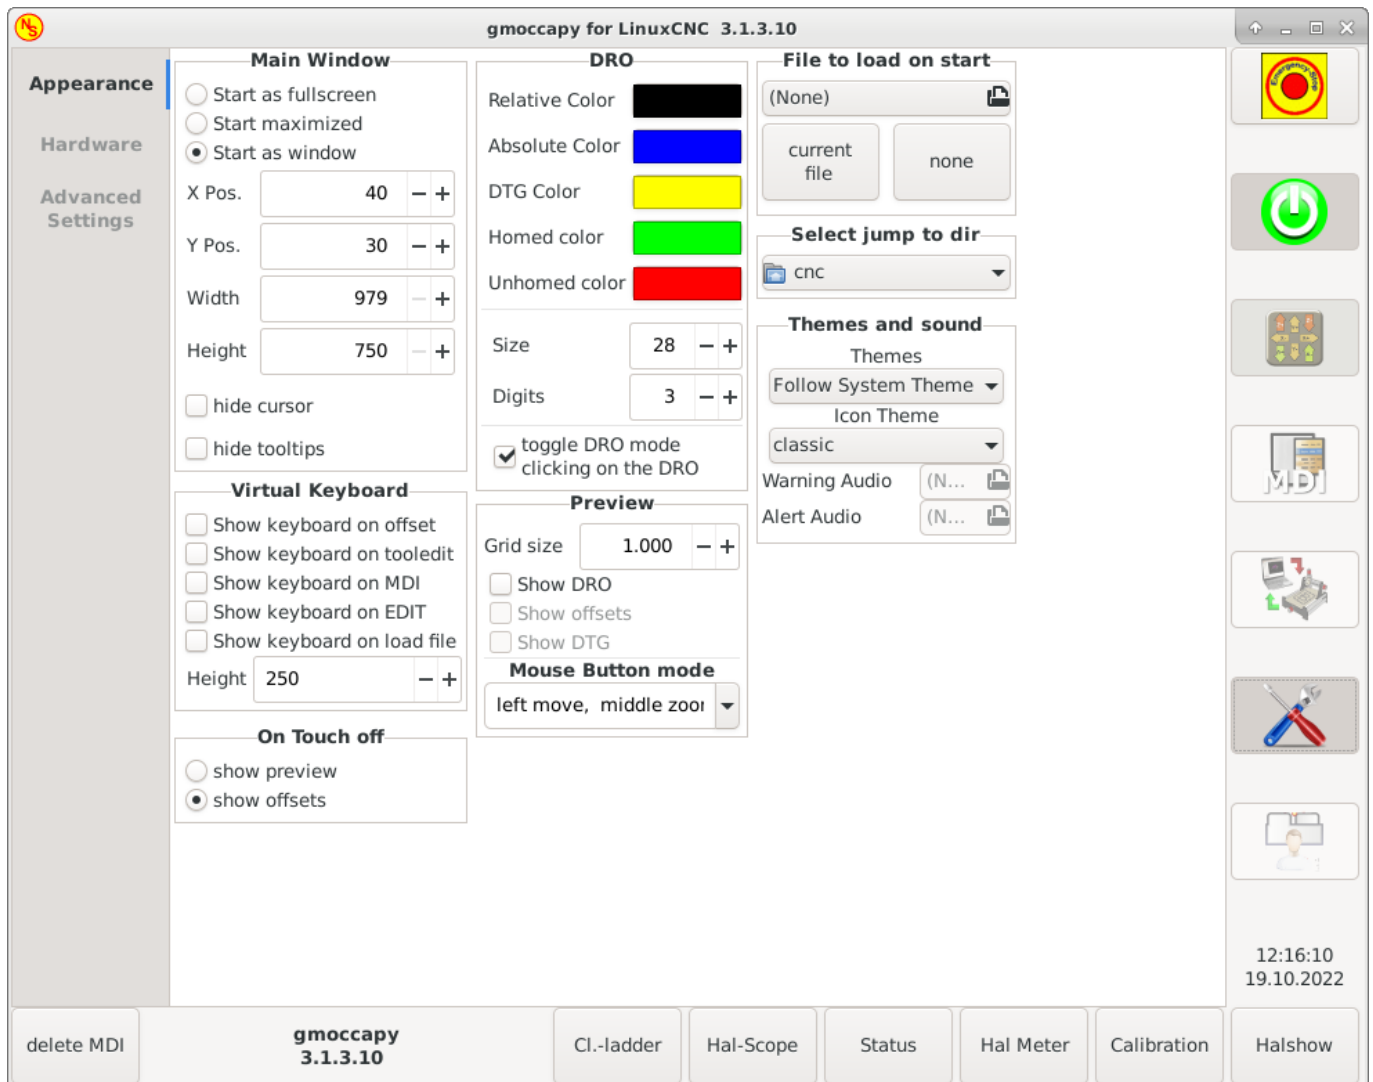 gmoccapy for LinuxCNC 3.1.3.10
Appearance
Hardware
Advanced
Settings
Main Window
Start as fullscreen
Start maximized
Start as window
X Pos.
40
Y Pos.
30
Width
979
Height
750
hide cursor
hide tooltips
Virtual Keyboard
Show keyboard on offset
Show keyboard on tooledit
Show keyboard on MDI
Show keyboard on EDIT
Show keyboard on load file
Height
250
On Touch off
show preview
show offsets
DRO
Relative Color
Absolute Color
DTG Color
Homed color
Unhomed color
Size
28
Digits
3
toggle DRO mode
clicking on the DRO
Preview
Grid size
1.000
Show DRO
Show offsets
Show DTG
Mouse Button mode
left move, middle zoor
File to load on start
(None)
current
file
none
Select jump to dir
cnc
Themes and sound
Themes
Follow System Theme
Icon Theme
classic
Warning Audio
(N...
Alert Audio
(N...
Emergency-Stop
MDI
12:16:10
19.10.2022
delete MDI
gmoccapy
3.1.3.10
Cl.-ladder
Hal-Scope
Status
Hal Meter
Calibration
Halshow
NS